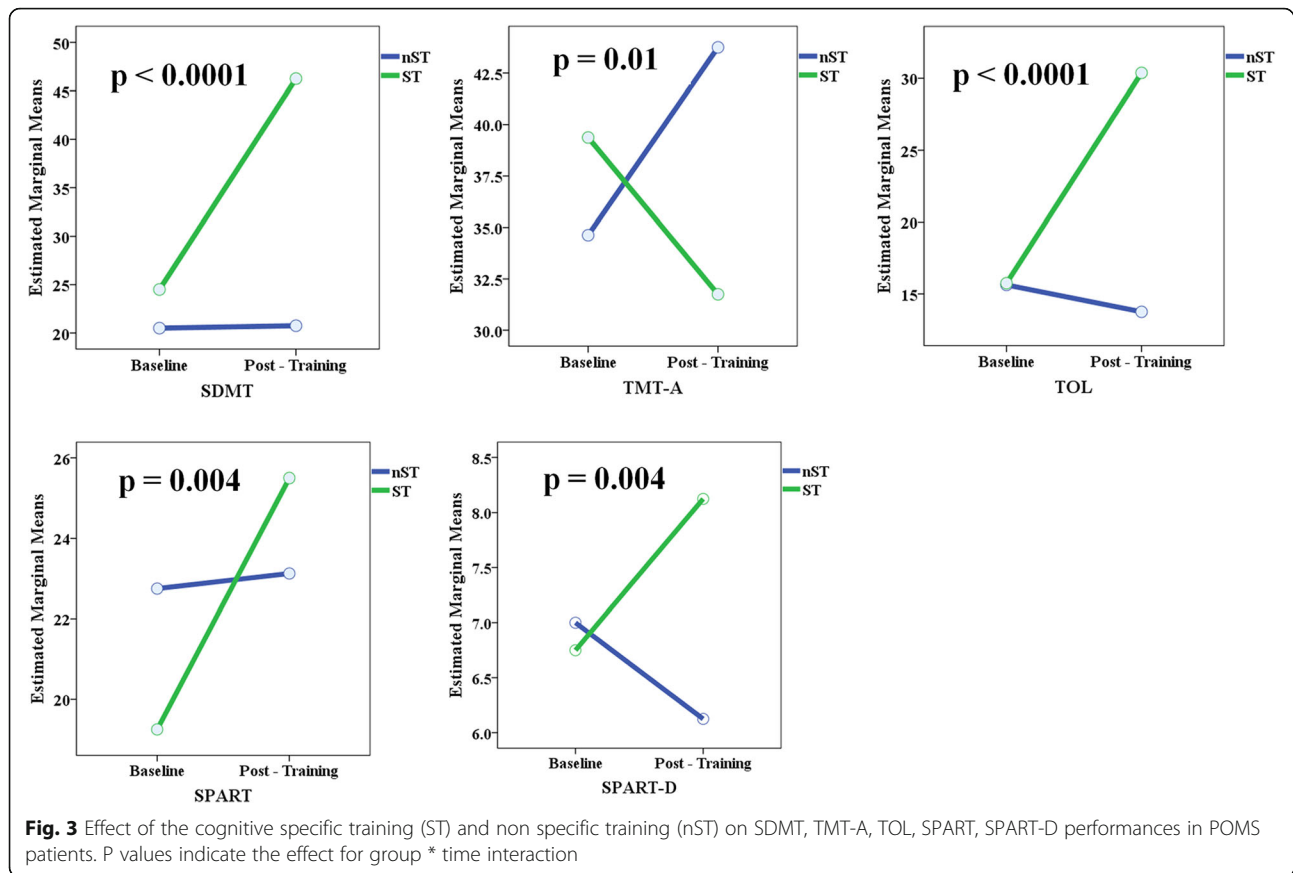 50
45
40
35
30
25
20
Estimated Marginal Means
p < 0.0001
nST
ST
Baseline
Post - Training
SDMT
42.5
40.0
37.5
35.0
32.5
30.0
Estimated Marginal Means
p = 0.01
nST
ST
Baseline
Post - Training
TMT-A
30
25
20
15
Estimated Marginal Means
p < 0.0001
nST
ST
Baseline
Post - Training
TOL
26
24
22
20
Estimated Marginal Means
p = 0.004
nST
ST
Baseline
Post - Training
SPART
8.5
8.0
7.5
7.0
6.5
6.0
Estimated Marginal Means
p = 0.004
nST
ST
Baseline
Post - Training
SPART-D
Fig. 3 Effect of the cognitive specific training (ST) and non specific training (nST) on SDMT, TMT-A, TOL, SPART, SPART-D performances in POMS
patients. P values indicate the effect for group * time interaction